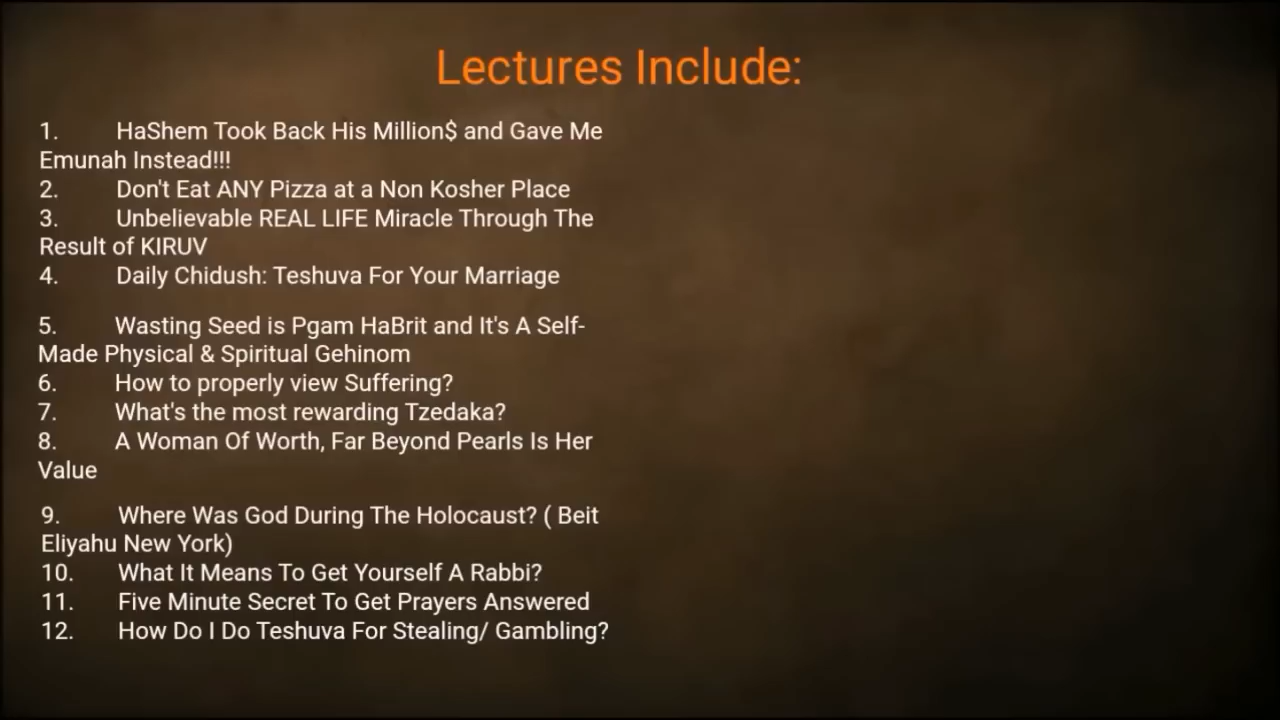 Lectures Include:
1. HaShem Took Back His Million$ and Gave Me
Emunah Instead!!!
2. Don't Eat ANY Pizza at a Non Kosher Place
3. Unbelievable REAL LIFE Miracle Through The
Result of KIRUV
4. Daily Chidush: Teshuva For Your Marriage
5. Wasting Seed is Pgam HaBrit and It's A Self-
Made Physical & Spiritual Gehinom
6. How to properly view Suffering?
7. What's the most rewarding Tzedaka?
8. A Woman Of Worth, Far Beyond Pearls Is Her
Value
9. Where Was God During The Holocaust? ( Beit
Eliyahu New York)
10. What It Means To Get Yourself A Rabbi?
11. Five Minute Secret To Get Prayers Answered
12. How Do I Do Teshuva For Stealing/ Gambling?